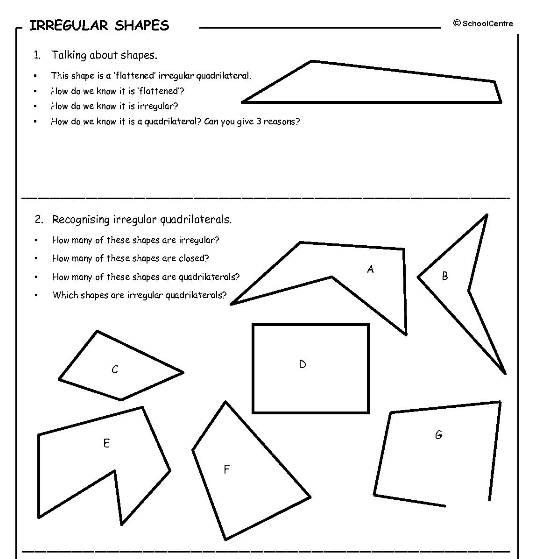 IRREGULAR SHAPES
© SchoolCentre
1. Talking about shapes.
• This shape is a 'flattened' irregular quadrilateral.
• How do we know it is 'flattened'?
• How do we know it is irregular?
• How do we know it is a quadrilateral? Can you give 3 reasons?
2. Recognising irregular quadrilaterals.
• How many of these shapes are irregular?
• How many of these shapes are closed?
• How many of these shapes are quadrilaterals?
• Which shapes are irregular quadrilaterals?
A
B
C
D
E
F
G